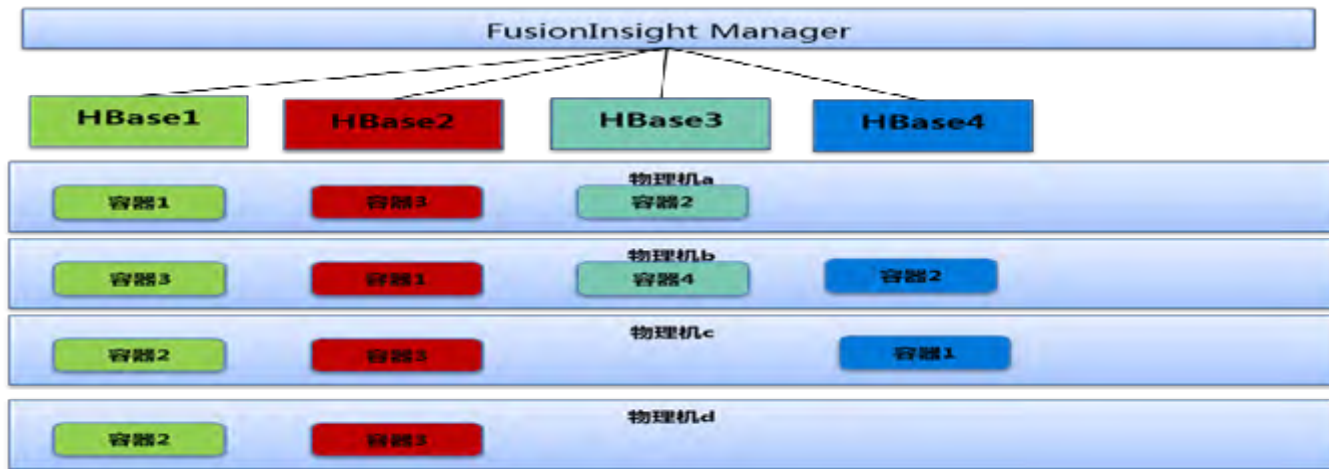 FusionInsight Manager
HBase1 HBase2 HBase3 HBase4
物理机a
容器1 容器3 容器2
物理机b
容器3 容器1 容器4 容器2
物理机c
容器2 容器3 容器1
物理机d
容器2 容器3